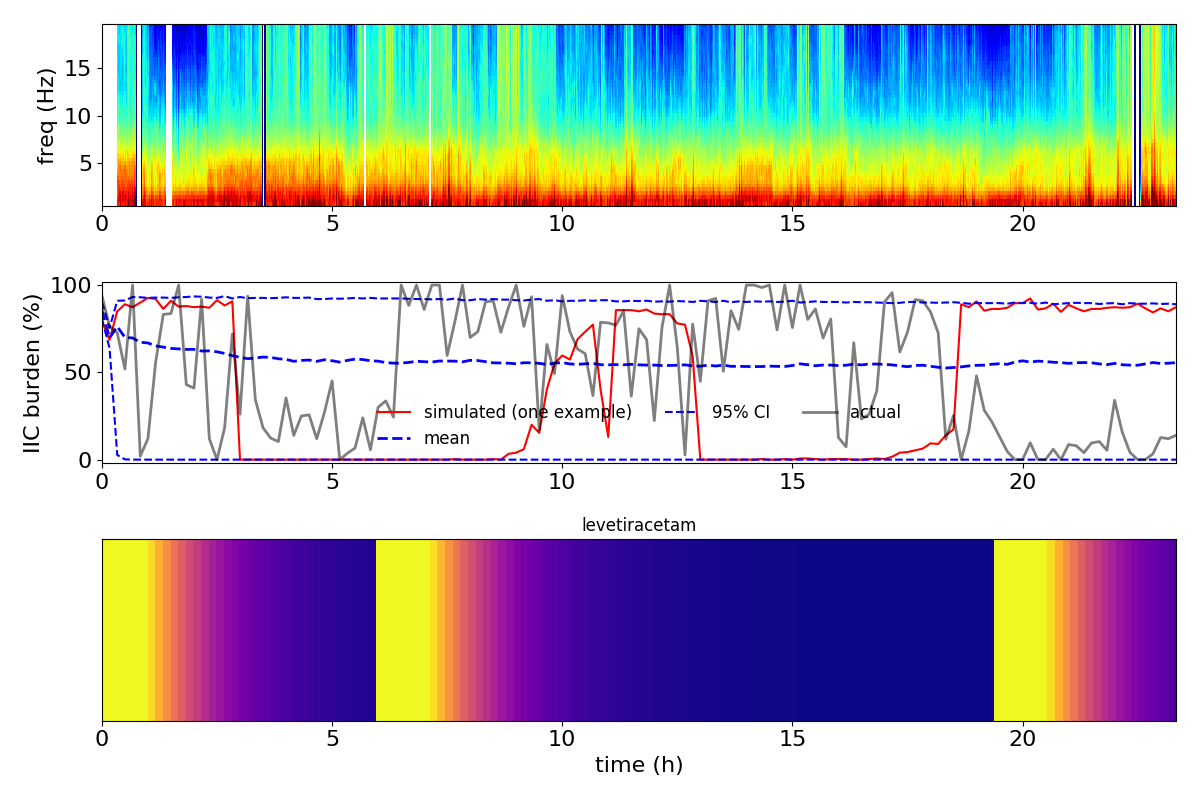 freq (Hz)
15
10
5
0 5 10 15 20
IIC burden (%)
100
50
0
simulated (one example) 95% CI actual
mean
0 5 10 15 20
levetiracetam
0 5 10 15 20
time (h)